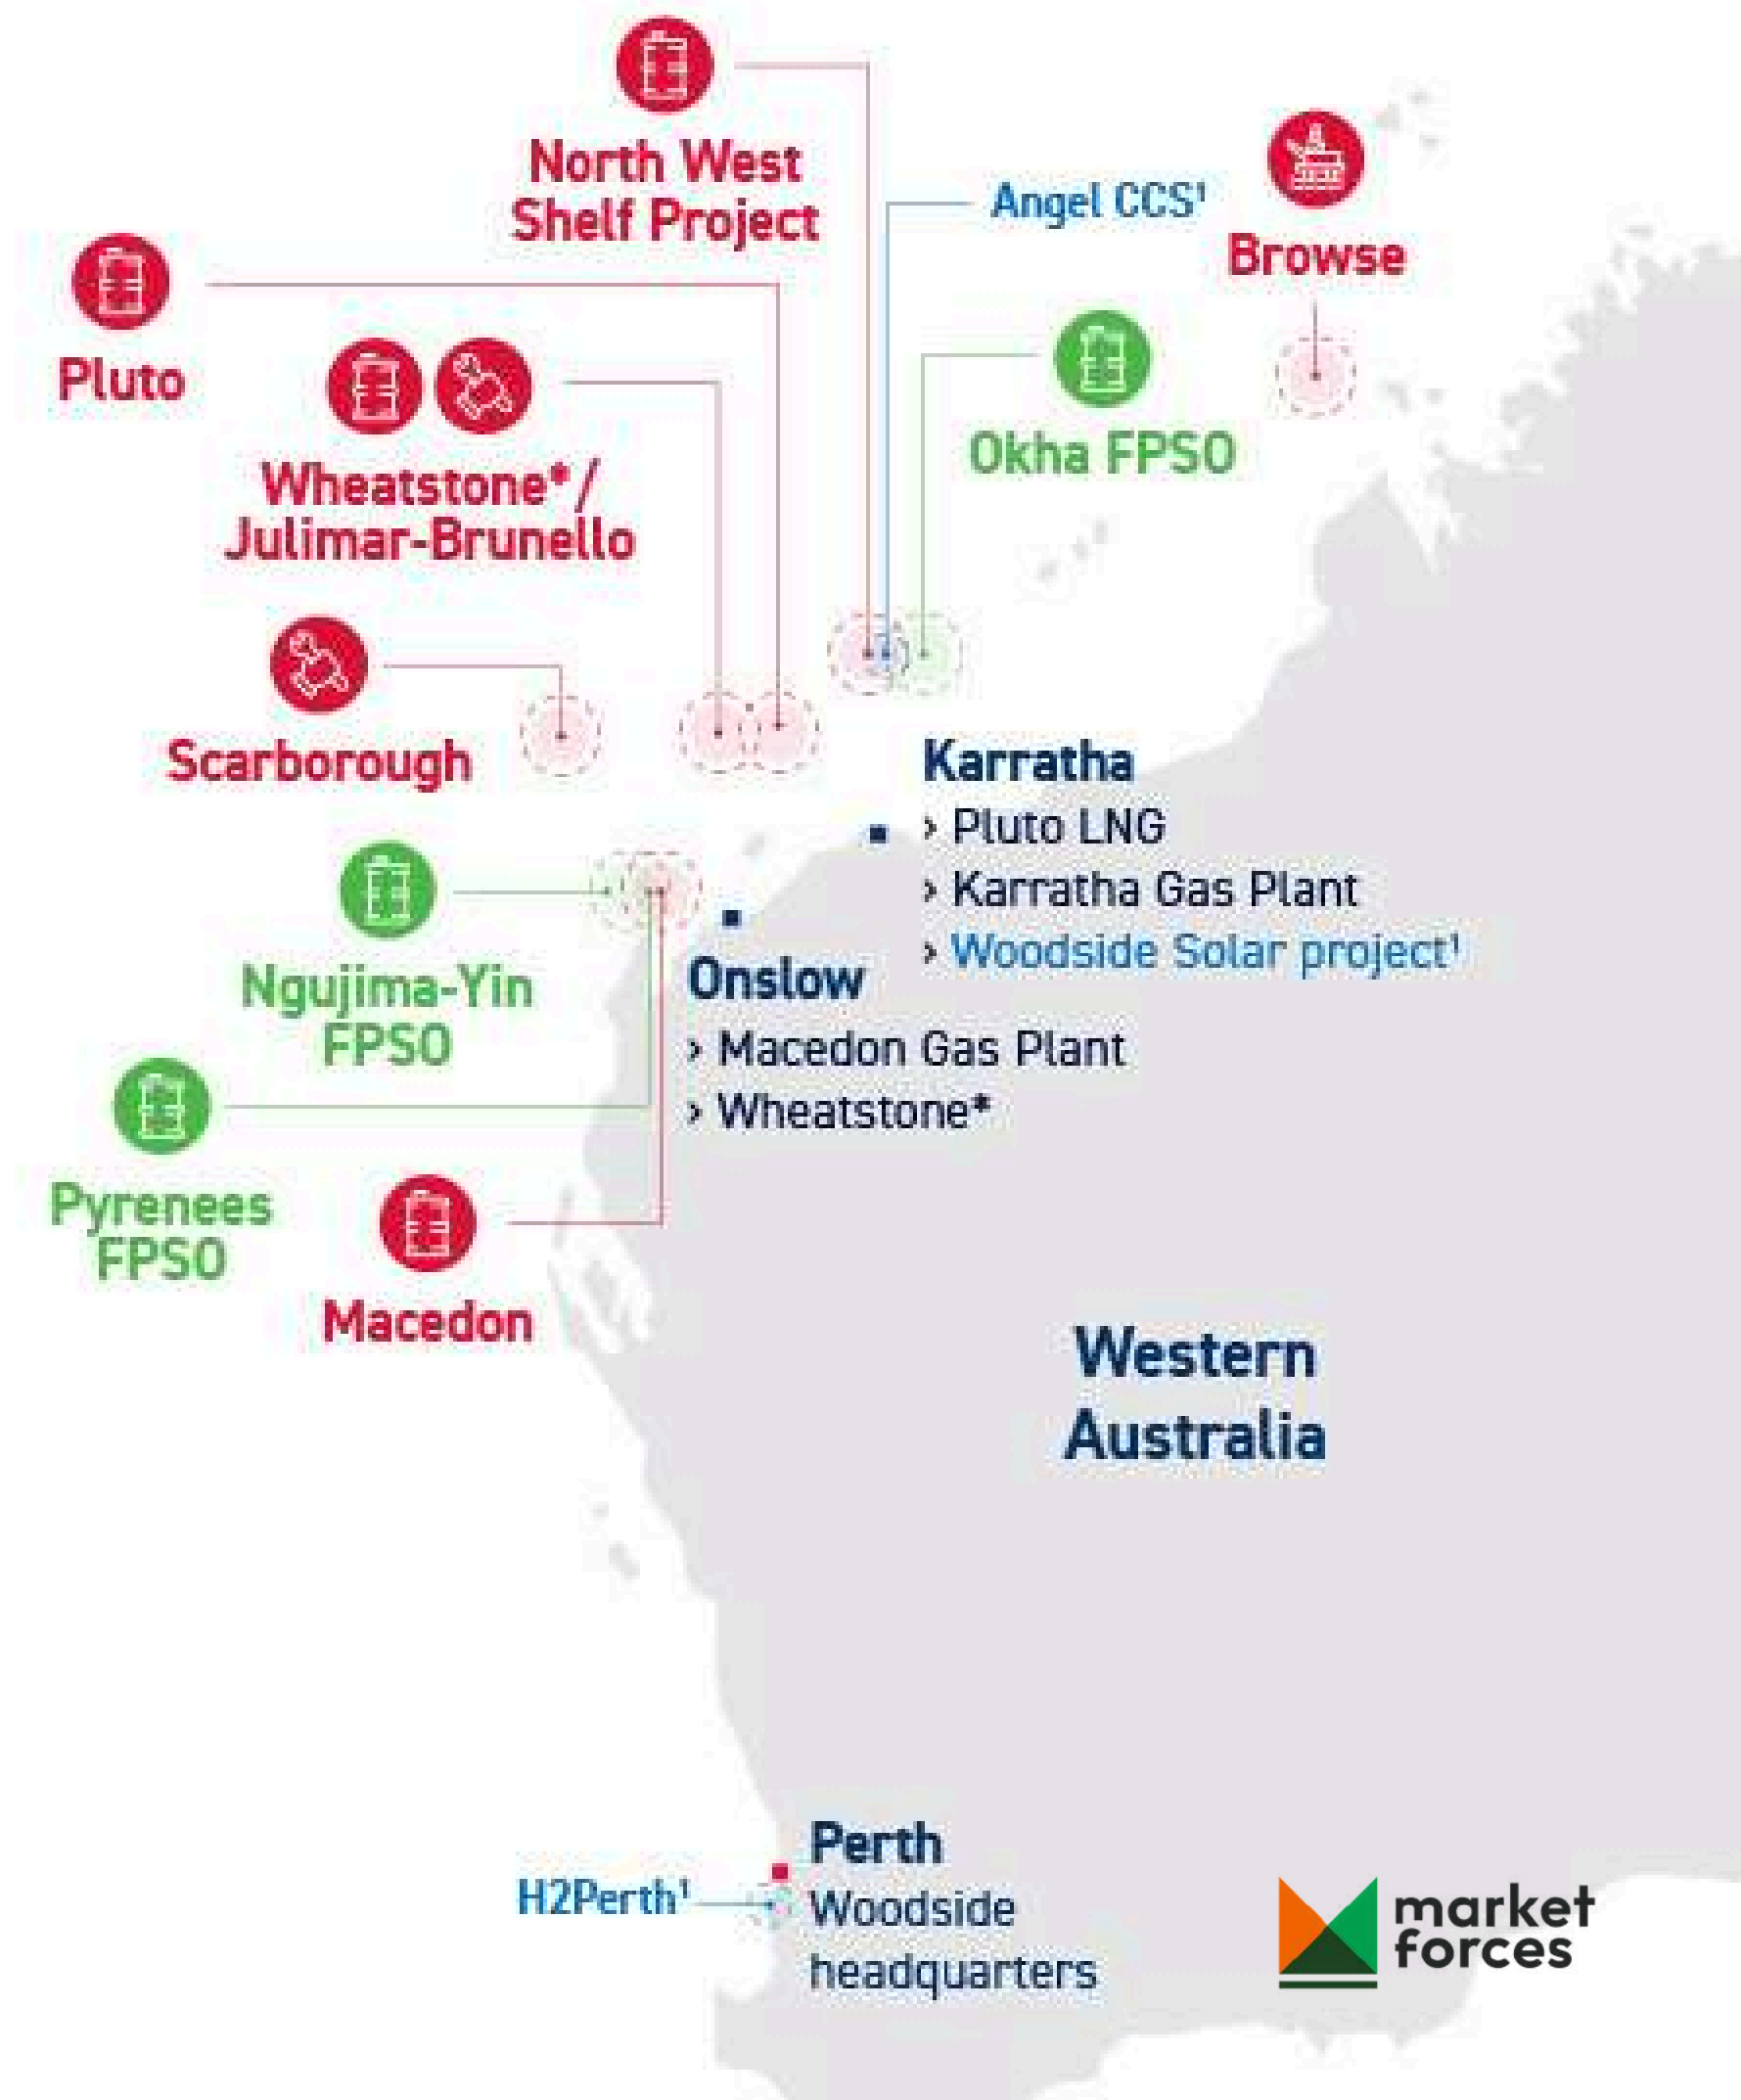 North West
Shelf Project
Angel CCS¹
Browse
Pluto
Okha FPSO
Wheatstone*/
Julimar-Brunello
Scarborough
Karratha
› Pluto LNG
› Karratha Gas Plant
› Woodside Solar project¹
Ngujima-Yin
FPSO
Onslow
› Macedon Gas Plant
› Wheatstone*
Pyrenees
FPSO
Macedon
Western
Australia
Perth
H2Perth¹
Woodside
headquarters
market
forces